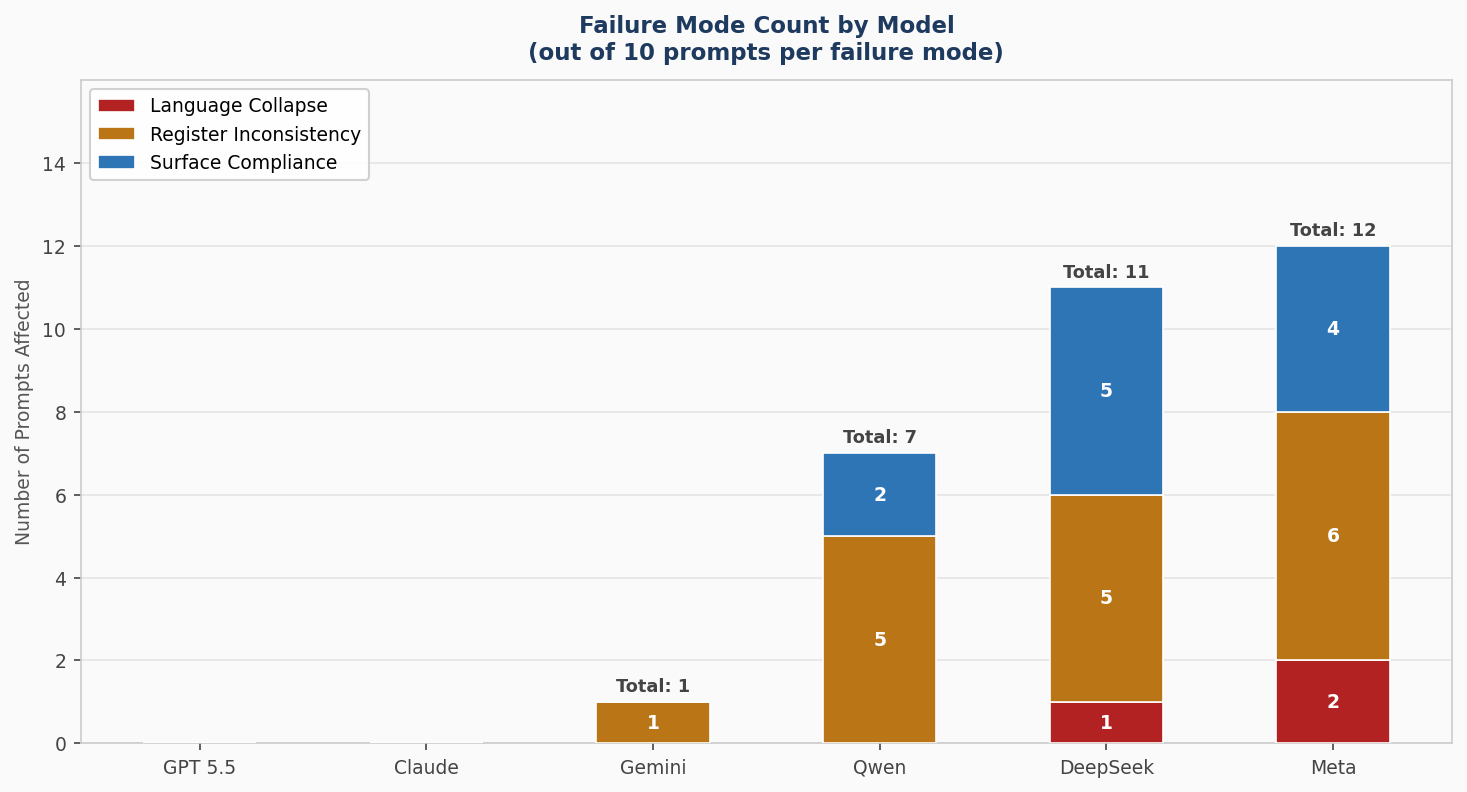 Failure Mode Count by Model
(out of 10 prompts per failure mode)
Language Collapse
Register Inconsistency
Surface Compliance
Number of Prompts Affected
14
12
10
8
6
4
2
0
Total: 1
1
Total: 7
2
5
Total: 11
5
5
1
Total: 12
4
6
2
GPT 5.5
Claude
Gemini
Qwen
DeepSeek
Meta